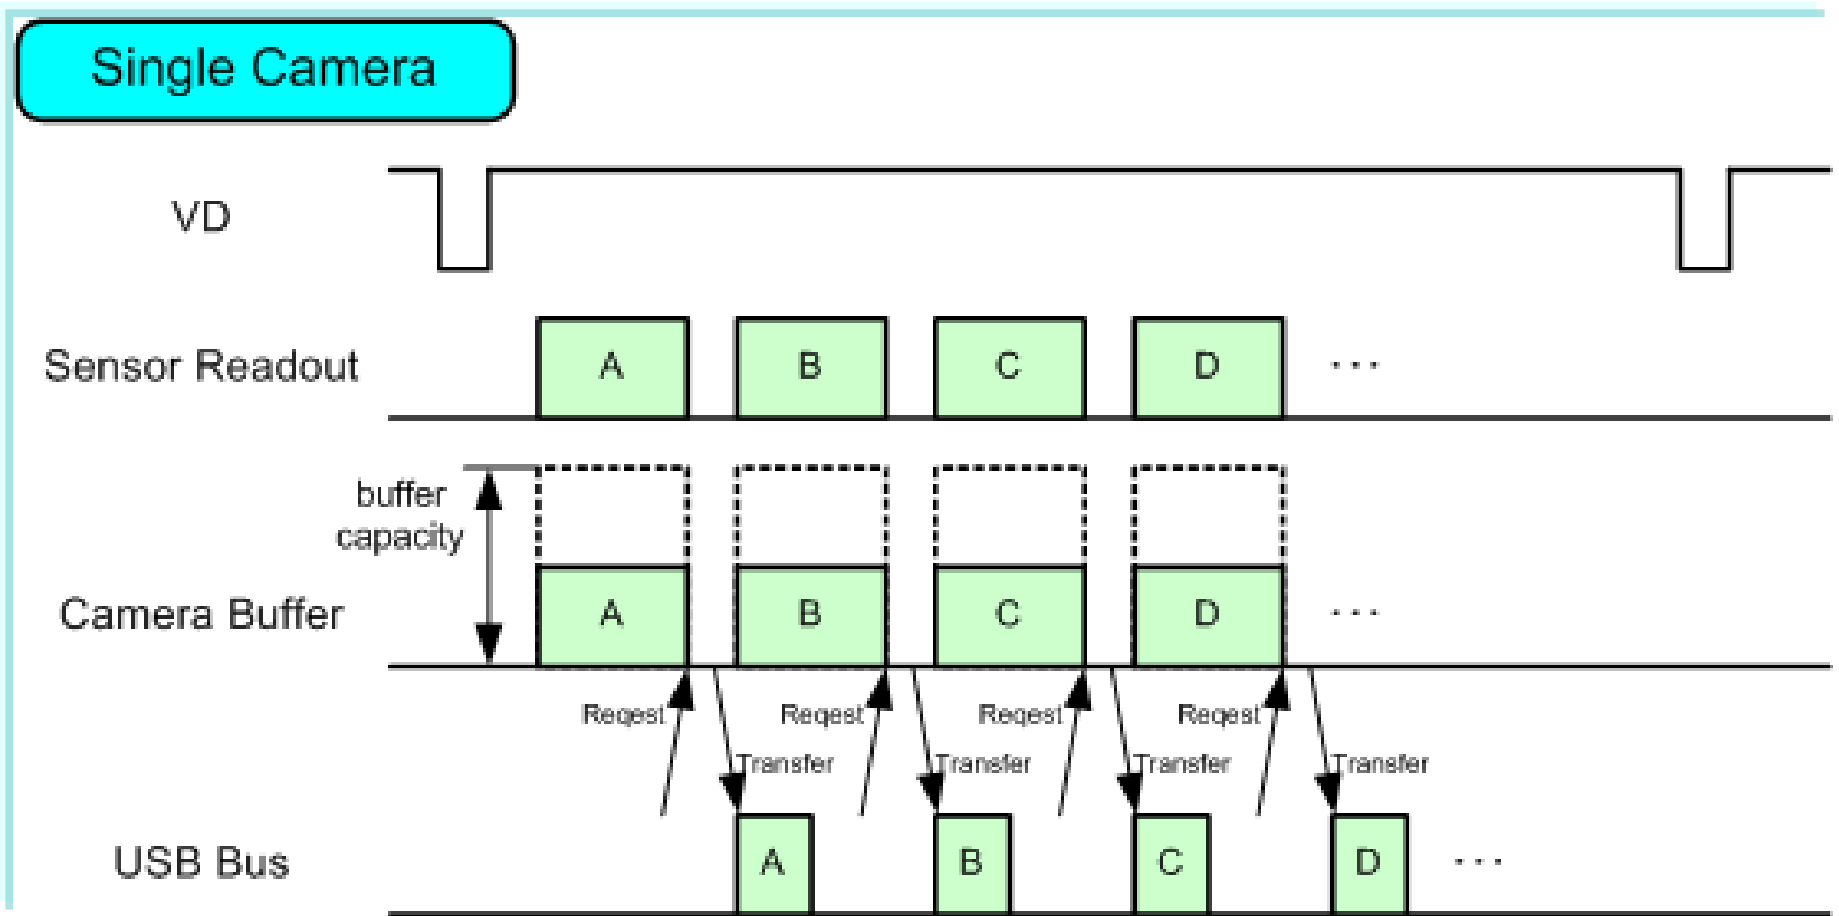 Single Camera
VD
Sensor Readout
A B C D ...
buffer
capacity
Camera Buffer
A B C D ...
Reqest Reqest Reqest Reqest
Transfer Transfer Transfer Transfer
USB Bus
A B C D ...